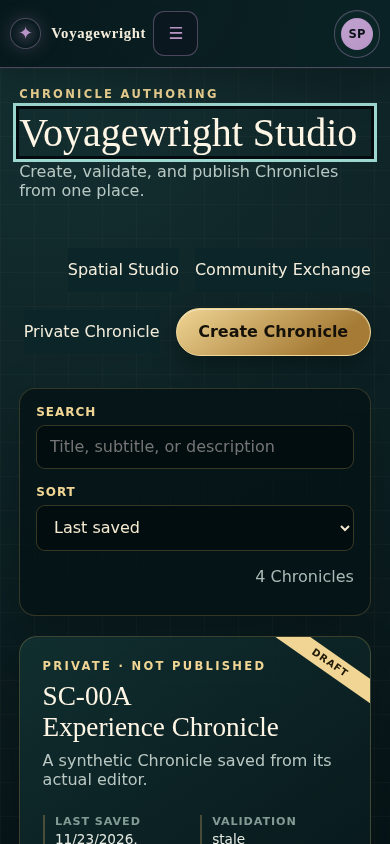 Voyagewright
SP
CHRONICLE AUTHORING
Voyagewright Studio
Create, validate, and publish Chronicles
from one place.
Spatial Studio
Community Exchange
Private Chronicle
Create Chronicle
SEARCH
Title, subtitle, or description
SORT
Last saved
4 Chronicles
DRAFT
PRIVATE · NOT PUBLISHED
SC-00A
Experience Chronicle
A synthetic Chronicle saved from its
actual editor.
LAST SAVED
11/23/2026,
VALIDATION
stale